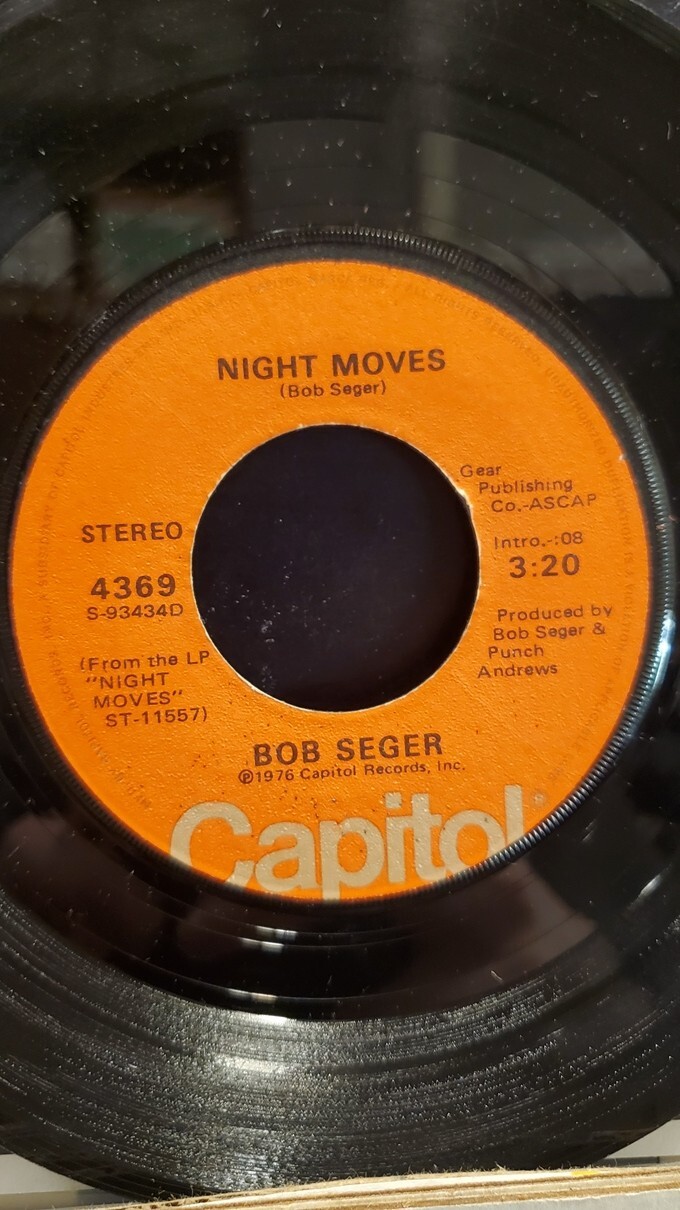 NIGHT MOVES
(Bob Seger)
Gear
Publishing
Co.-ASCAP
STEREO
Intro.-:08
3:20
4369
S-93434D
Produced by
Bob Seger &
Punch
Andrews
(From the LP
"NIGHT
MOVES"
ST-11557)
BOB SEGER
℗1976 Capitol Records, Inc.
Capitol®